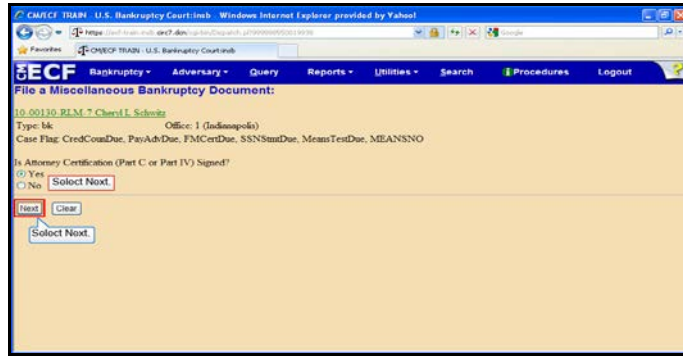 CM/ECF TRAIN - U.S. Bankruptcy Court:insb - Windows Internet Explorer provided by Yahoo!
Google
Favorites CM/ECF TRAIN - U.S. Bankruptcy Court:insb
ECF Bankruptcy Adversary Query Reports Utilities Search Procedures Logout ?
File a Miscellaneous Bankruptcy Document:
10-00130-RLM-7 Cheryl L Schwitz
Type: bk Office: 1 (Indianapolis)
Case Flag: CredCounDue, PayAdvDue, FMCertDue, SSNStmtDue, MeansTestDue, MEANSNO
Is Attorney Certification (Part C or Part IV) Signed?
Yes
No Soloct Next.
Next Clear
Soloct Next.